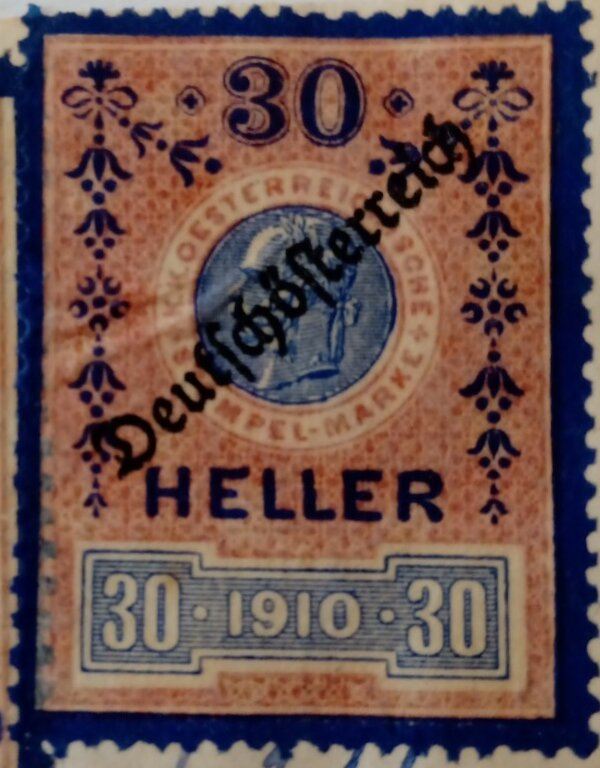 30
K.K. OESTERREICHISCHE
STEMPEL-MARKE
Deutschösterreich
HELLER
30 · 1910 · 30